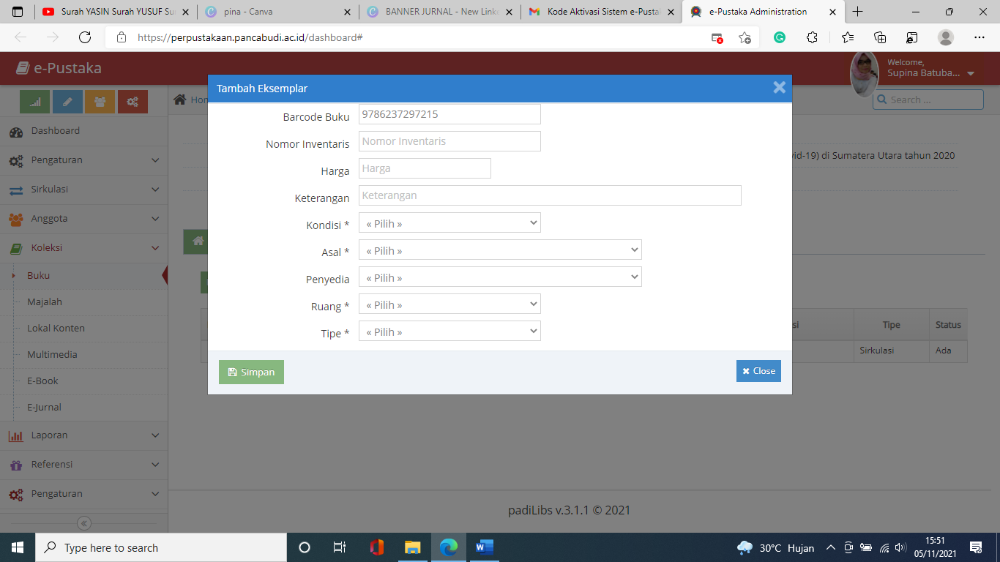 Surah YASIN Surah YUSUF Su
pina - Canva
BANNER JURNAL - New Link
Kode Aktivasi Sistem e-Pusta
e-Pustaka Administration
https://perpustakaan.pancabudi.ac.id/dashboard#
e-Pustaka
Welcome,
Supina Batuba...
Tambah Eksemplar
Hom
Search ...
Dashboard
Pengaturan
Sirkulasi
Anggota
Koleksi
Buku
Majalah
Lokal Konten
Multimedia
E-Book
E-Jurnal
Laporan
Referensi
Pengaturan
Barcode Buku 9786237297215
Nomor Inventaris Nomor Inventaris
Harga Harga
Keterangan Keterangan
Kondisi * « Pilih »
Asal * « Pilih »
Penyedia « Pilih »
Ruang * « Pilih »
Tipe * « Pilih »
Simpan
Close
vid-19) di Sumatera Utara tahun 2020
si Tipe Status
Sirkulasi Ada
padiLibs v.3.1.1 © 2021
Type here to search
30°C Hujan
15:51
05/11/2021